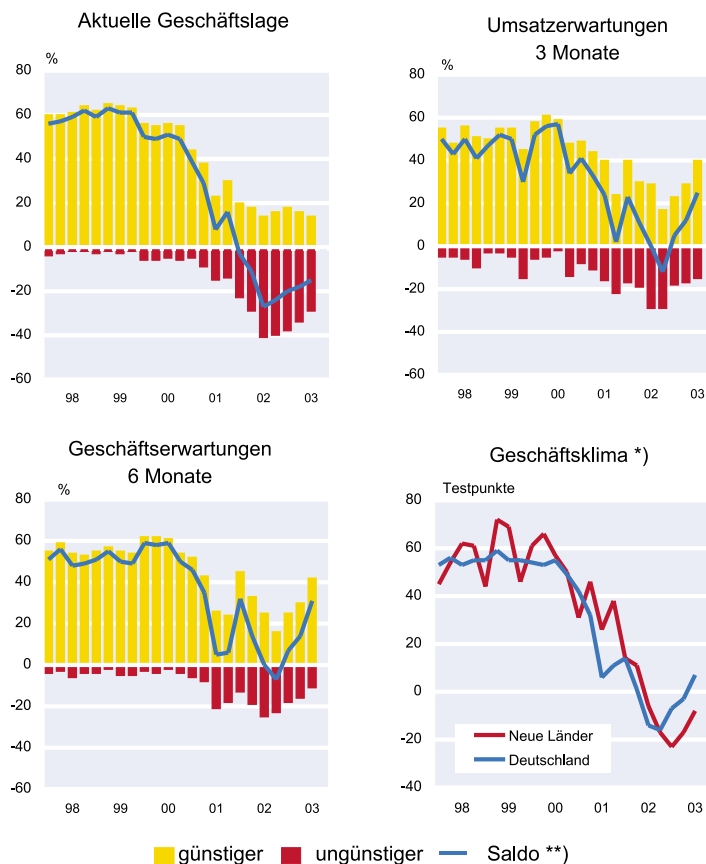 Aktuelle Geschäftslage
%
80
60
40
20
0
-20
-40
-60
98 99 00 01 02 03
Umsatzerwartungen
3 Monate
%
80
60
40
20
0
-20
-40
-60
98 99 00 01 02 03
Geschäftserwartungen
6 Monate
%
80
60
40
20
0
-20
-40
-60
98 99 00 01 02 03
Geschäftsklima *)
Testpunkte
80
60
40
20
0
-20
-40
Neue Länder
Deutschland
98 99 00 01 02 03
günstiger ungünstiger Saldo **)